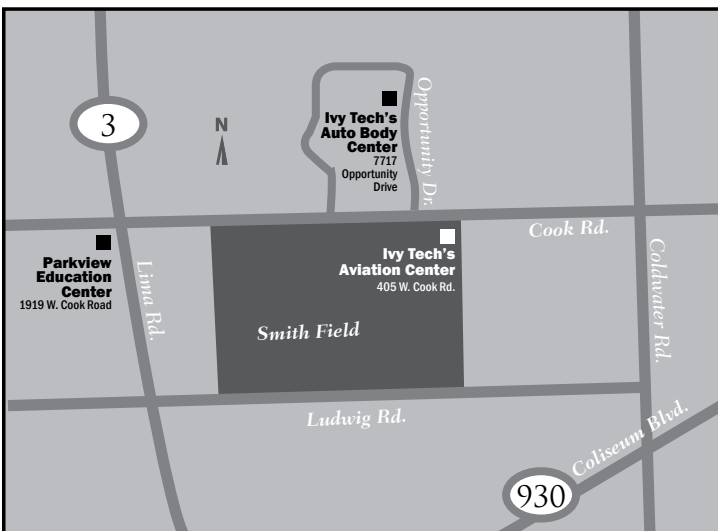 3
N
Ivy Tech's
Auto Body
Center
7717
Opportunity
Drive
Opportunity Dr.
Cook Rd.
Parkview
Education
Center
1919 W. Cook Road
Lima Rd.
Ivy Tech's
Aviation Center
405 W. Cook Rd.
Smith Field
Coldwater Rd.
Ludwig Rd.
Coliseum Blvd.
930